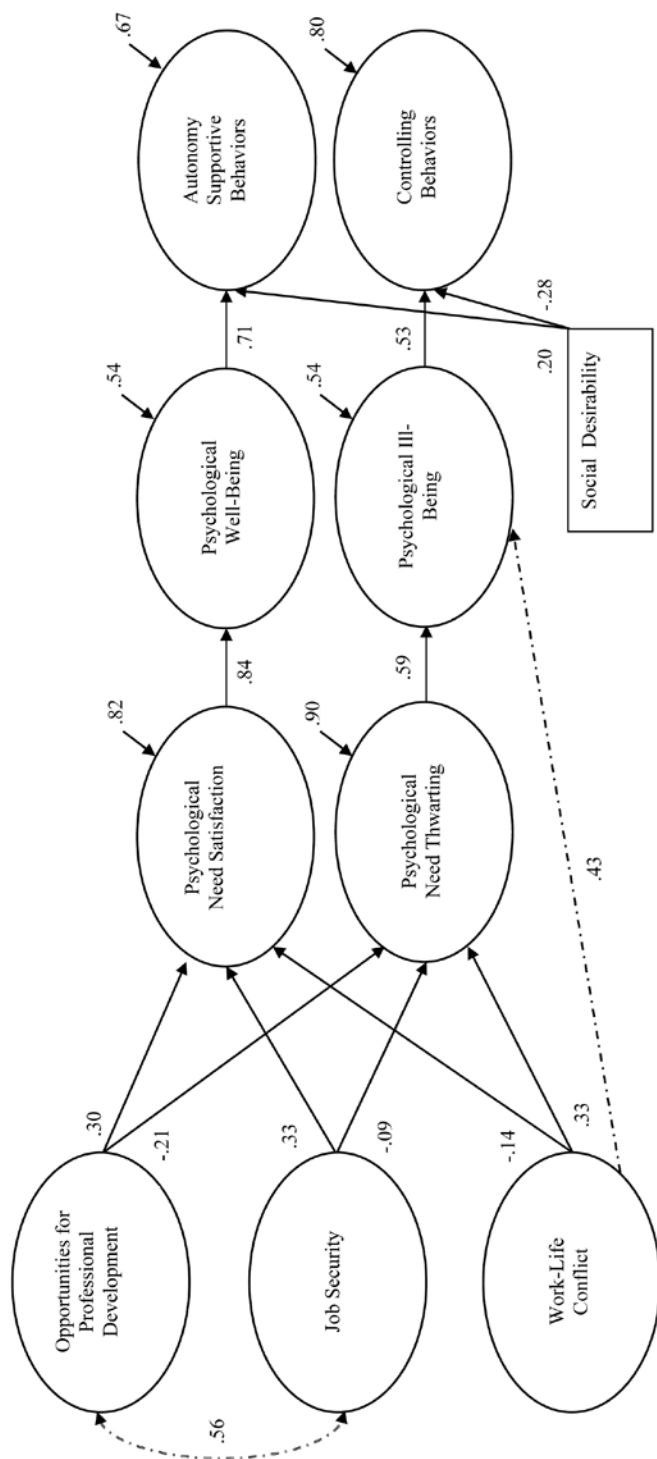 Opportunities for
Professional
Development
Job Security
Work-Life
Conflict
.56
.30
-.21
.33
-.09
-.14
.33
.43
Psychological
Need Satisfaction
.82
Psychological
Need Thwarting
.90
.84
.59
Psychological
Well-Being
.54
Psychological Ill-
Being
.54
.71
.53
Social Desirability
.20
-.28
Autonomy
Supportive
Behaviors
.67
Controlling
Behaviors
.80